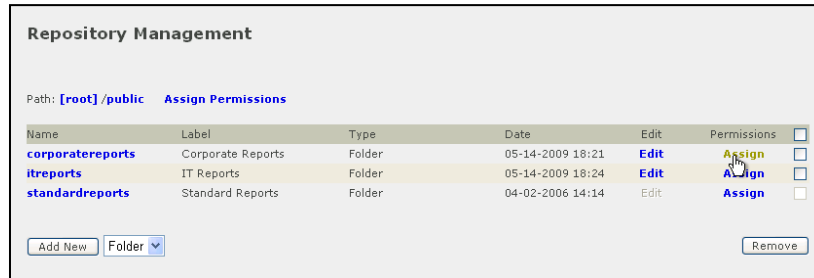 Repository Management
Path: [root] /public Assign Permissions
Name Label Type Date Edit Permissions
corporatereports Corporate Reports Folder 05-14-2009 18:21 Edit Assign
itreports IT Reports Folder 05-14-2009 18:24 Edit Assign
standardreports Standard Reports Folder 04-02-2006 14:14 Edit Assign
Add New Folder Remove